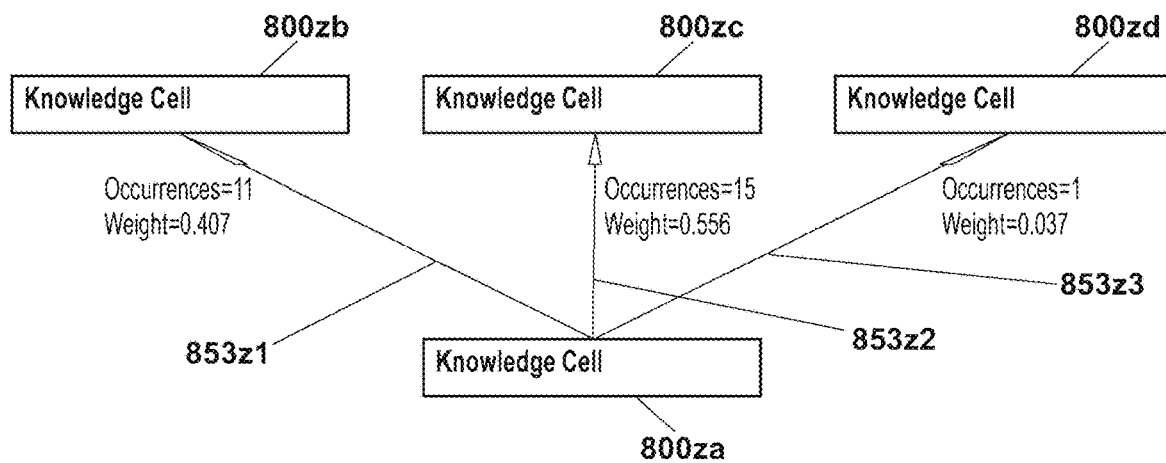 800zb
800zc
800zd
Knowledge Cell
Knowledge Cell
Knowledge Cell
Occurrences=11
Weight=0.407
Occurrences=15
Weight=0.556
Occurrences=1
Weight=0.037
853z3
853z2
853z1
Knowledge Cell
800za